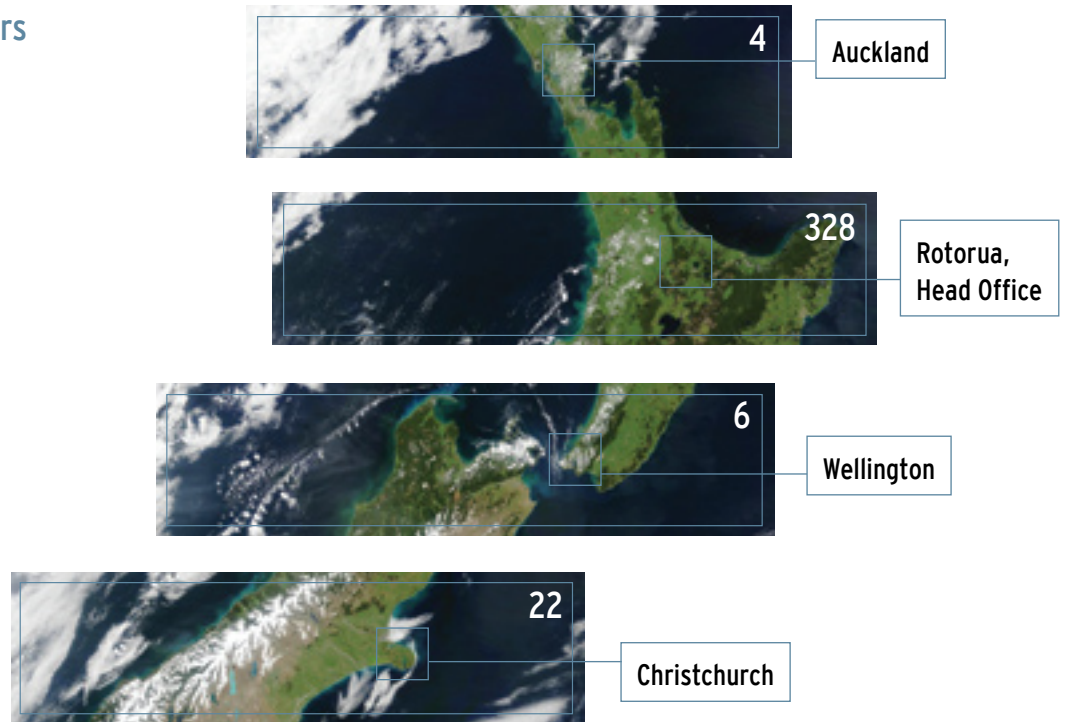 rs
4
Auckland
328
Rotorua,
Head Office
6
Wellington
22
Christchurch